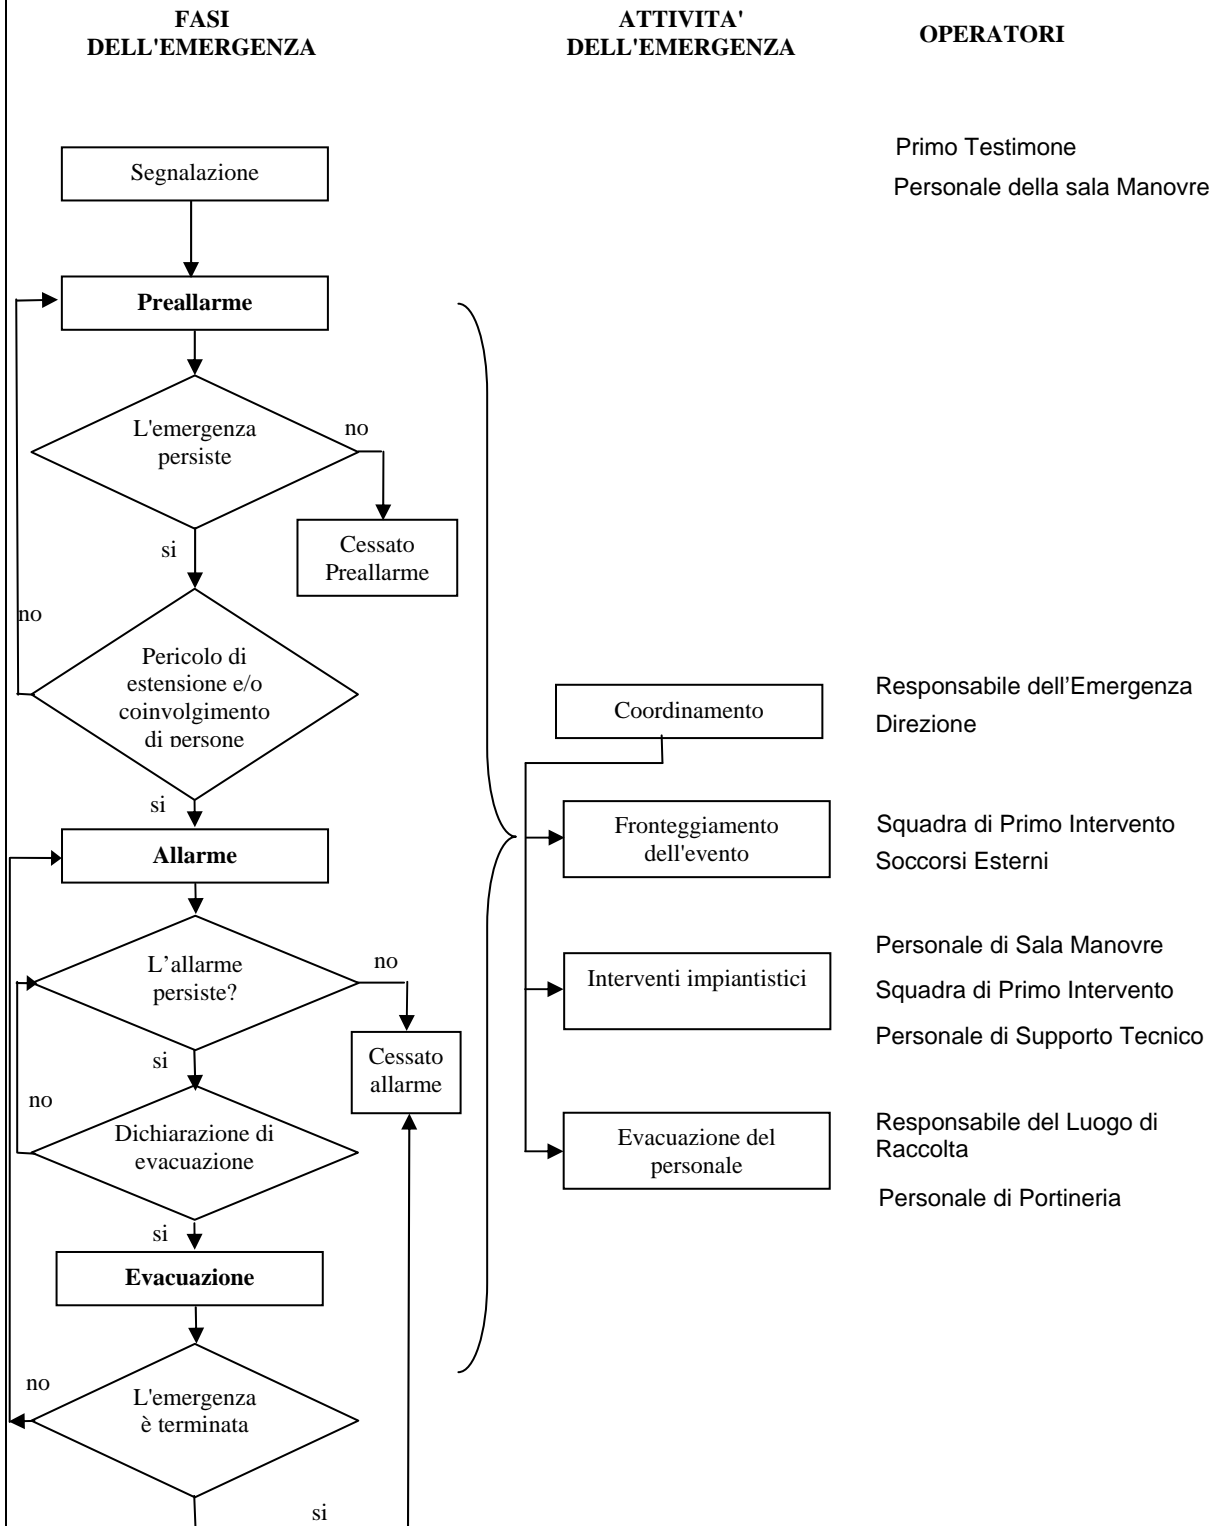 FASI
DELL'EMERGENZA
ATTIVITA'
DELL'EMERGENZA
OPERATORI
Primo Testimone
Personale della sala Manovre
Segnalazione
Preallarme
L'emergenza
persiste
no
si
Cessato
Preallarme
no
Pericolo di
estensione e/o
coinvolgimento
di persone
si
Coordinamento
Responsabile dell’Emergenza
Direzione
Fronteggiamento
dell'evento
Squadra di Primo Intervento
Soccorsi Esterni
Allarme
L’allarme
persiste?
no
si
Cessato
allarme
Interventi impiantistici
Personale di Sala Manovre
Squadra di Primo Intervento
Personale di Supporto Tecnico
no
Dichiarazione di
evacuazione
si
Evacuazione del
personale
Responsabile del Luogo di
Raccolta
Personale di Portineria
Evacuazione
no
L'emergenza
è terminata
si